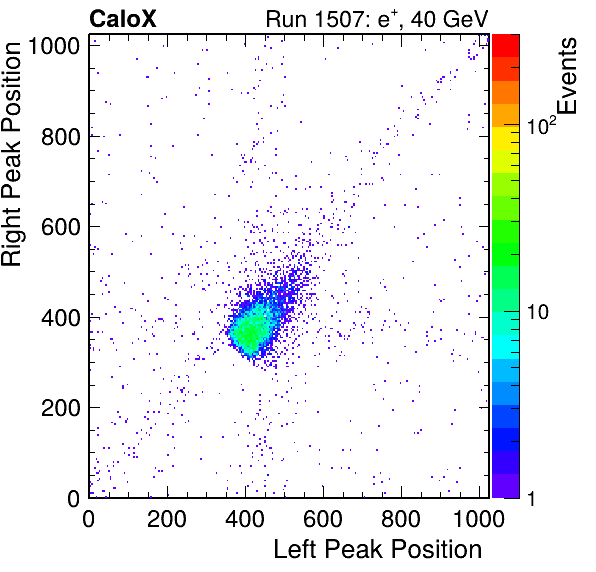 CaloX
Run 1507: e⁺, 40 GeV
Right Peak Position
1000
800
600
400
200
0
0 200 400 600 800 1000
Left Peak Position
Events
10²
10
1